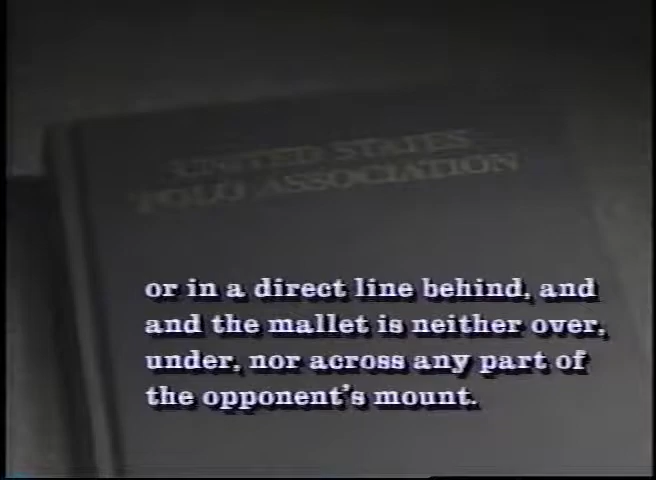 UNITED STATES
POLO ASSOCIATION
or in a direct line behind, and
and the mallet is neither over,
under, nor across any part of
the opponent's mount.